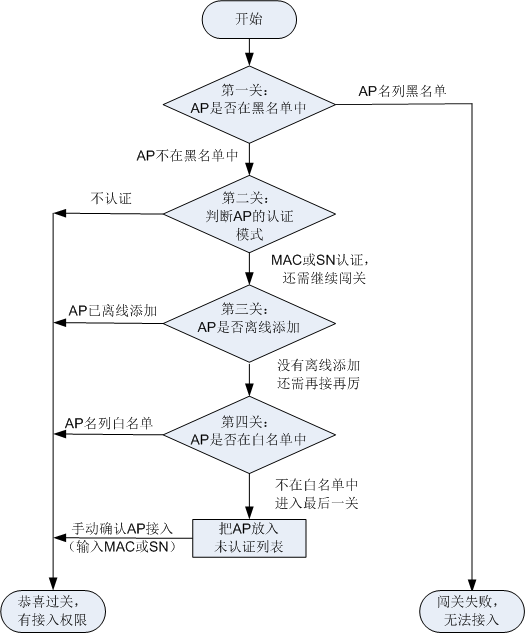 开始
第一关：
AP是否在黑名单中
AP名列黑名单
AP不在黑名单中
不认证
第二关：
判断AP的认证
模式
MAC或SN认证，
还需继续闯关
AP已离线添加
第三关：
AP是否离线添加
没有离线添加
还需再接再厉
AP名列白名单
第四关：
AP是否在白名单中
不在白名单中
进入最后一关
手动确认AP接入
（输入MAC或SN）
把AP放入
未认证列表
恭喜过关，
有接入权限
闯关失败，
无法接入